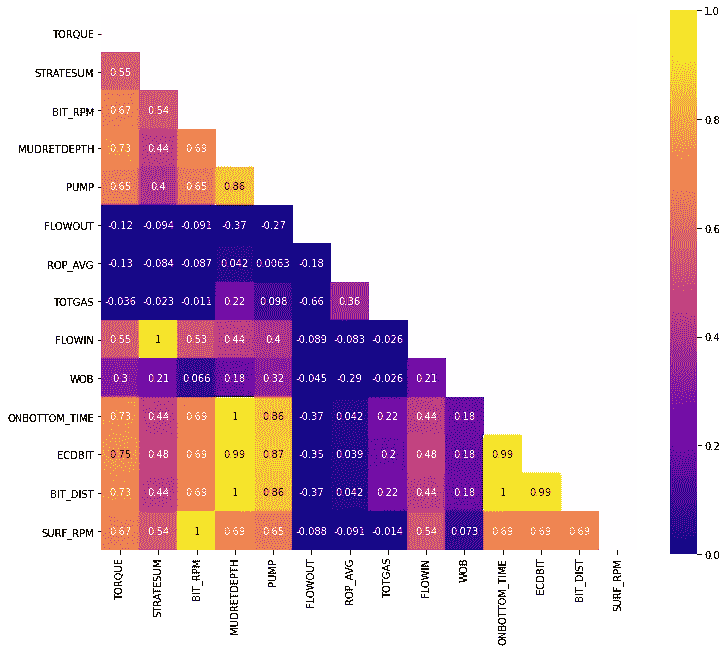 1.0
TORQUE
STRATESUM 0.55
BIT_RPM 0.67 0.54
0.8
MUDRETDEPTH 0.73 0.44 0.69
PUMP 0.65 0.4 0.65 0.86
FLOWOUT -0.12 -0.094 -0.091 -0.37 -0.27
0.6
ROP_AVG -0.13 -0.084 -0.087 0.042 0.0063 -0.18
TOTGAS -0.036 -0.023 -0.011 0.22 0.098 -0.66 0.36
FLOWIN 0.55 1 0.53 0.44 0.4 -0.089 -0.083 -0.026
0.4
WOB 0.3 0.21 0.066 0.18 0.32 -0.045 -0.29 -0.026 0.21
ONBOTTOM_TIME 0.73 0.44 0.69 1 0.86 -0.37 0.042 0.22 0.44 0.18
0.2
ECDBIT 0.75 0.48 0.69 0.99 0.87 -0.35 0.039 0.2 0.48 0.18 0.99
BIT_DIST 0.73 0.44 0.69 1 0.86 -0.37 0.042 0.22 0.44 0.18 1 0.99
SURF_RPM 0.67 0.54 1 0.69 0.65 -0.088 -0.091 -0.014 0.54 0.073 0.69 0.69 0.69
0.0
TORQUE
STRATESUM
BIT_RPM
MUDRETDEPTH
PUMP
FLOWOUT
ROP_AVG
TOTGAS
FLOWIN
WOB
ONBOTTOM_TIME
ECDBIT
BIT_DIST
SURF_RPM